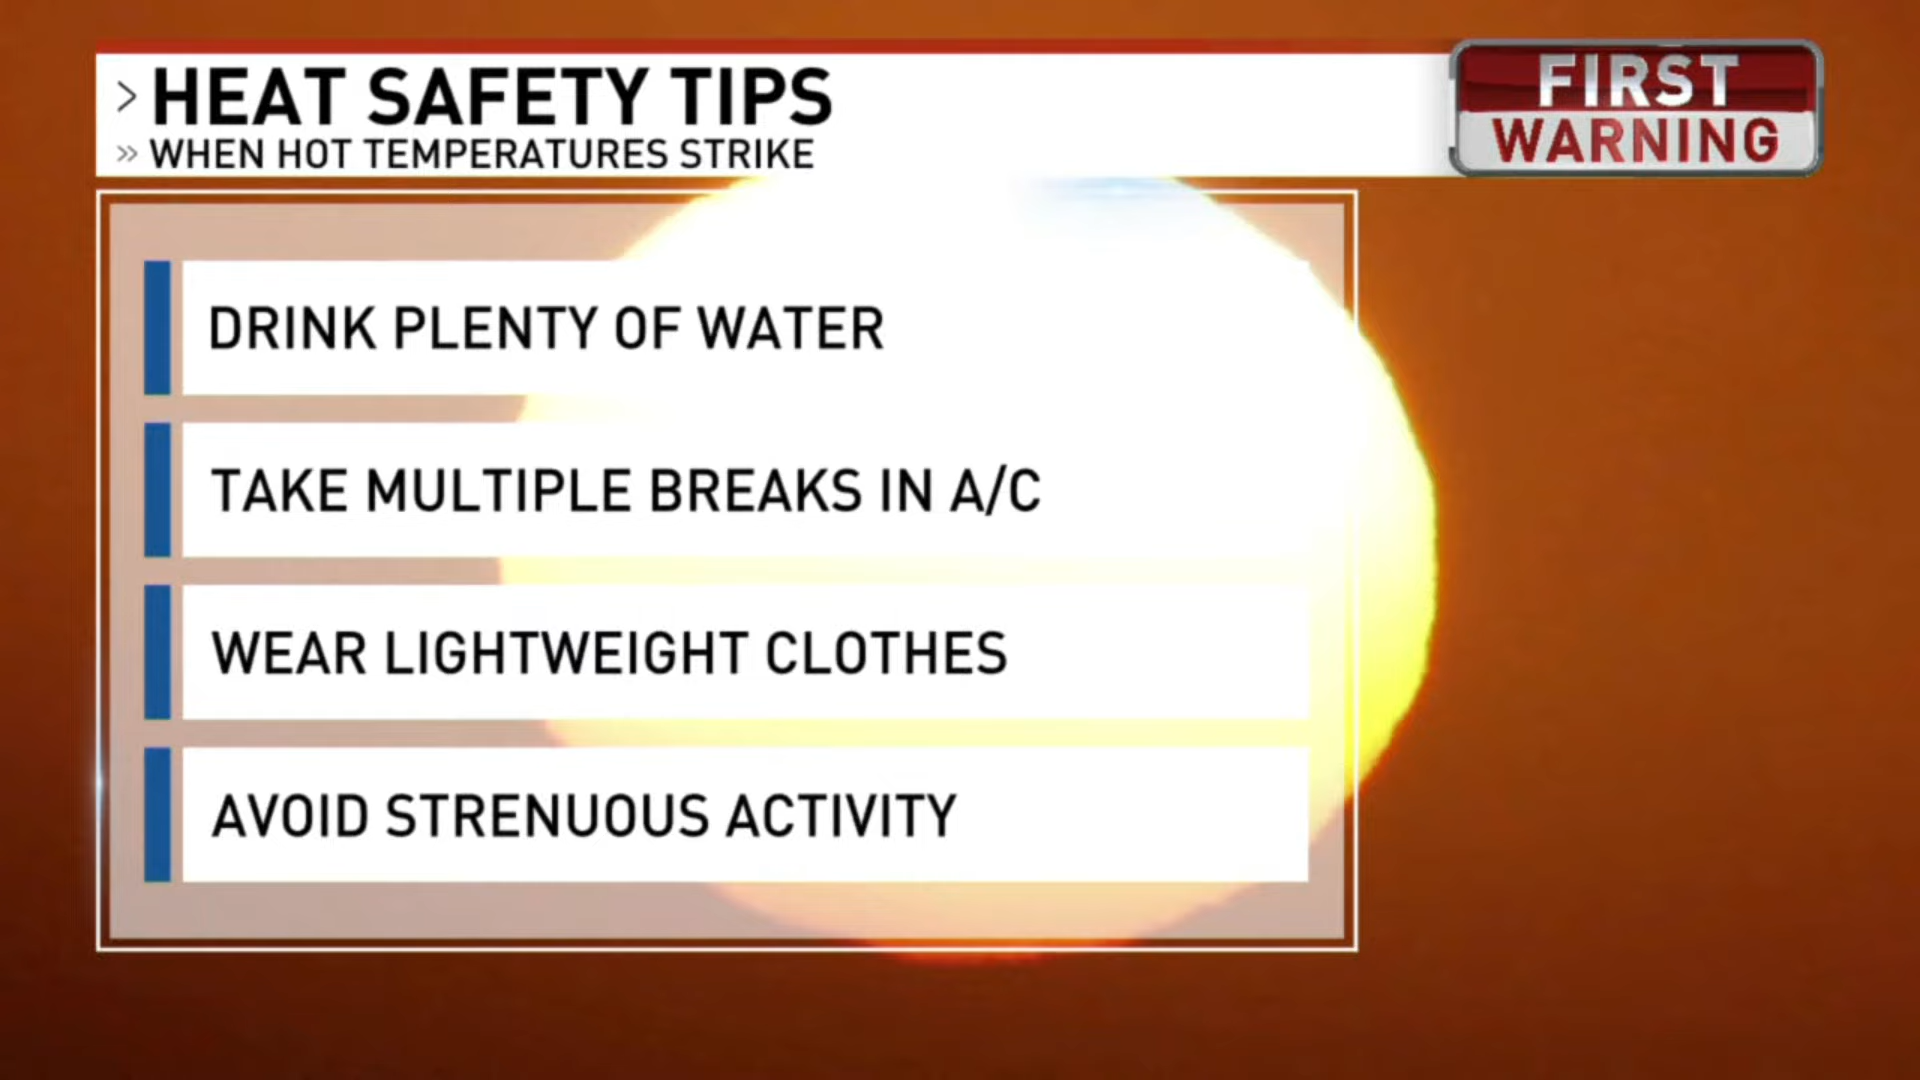 > HEAT SAFETY TIPS
» WHEN HOT TEMPERATURES STRIKE
FIRST
WARNING
DRINK PLENTY OF WATER
TAKE MULTIPLE BREAKS IN A/C
WEAR LIGHTWEIGHT CLOTHES
AVOID STRENUOUS ACTIVITY